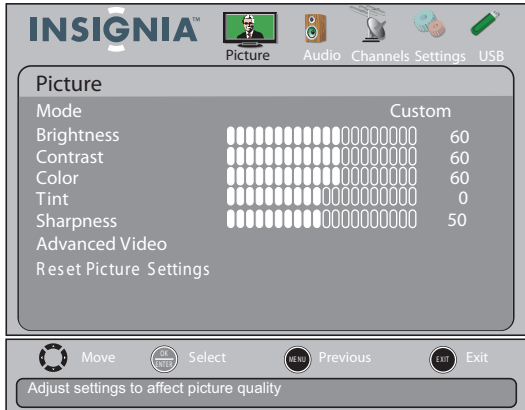 INSIGNIA™
Picture Audio Channels Settings USB
Picture
Mode Custom
Brightness 60
Contrast 60
Color 60
Tint 0
Sharpness 50
Advanced Video
Reset Picture Settings
Move OK ENTER Select MENU Previous EXIT Exit
Adjust settings to affect picture quality